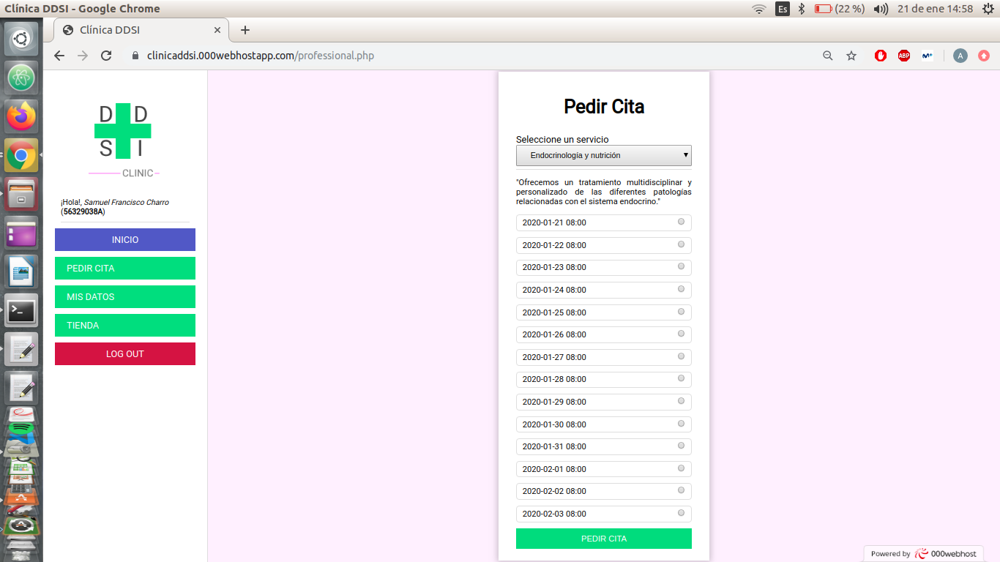 Clínica DDSI - Google Chrome
Es
(22 %)
21 de ene 14:58
Clínica DDSI
clinicaddsi.000webhostapp.com/professional.php
ABP
M+
A
D D
S I
CLINIC
¡Hola!, Samuel Francisco Charro
(56329038A)
INICIO
PEDIR CITA
MIS DATOS
TIENDA
LOG OUT
Pedir Cita
Seleccione un servicio
Endocrinología y nutrición
"Ofrecemos un tratamiento multidisciplinar y
personalizado de las diferentes patologías
relacionadas con el sistema endocrino."
2020-01-21 08:00
2020-01-22 08:00
2020-01-23 08:00
2020-01-24 08:00
2020-01-25 08:00
2020-01-26 08:00
2020-01-27 08:00
2020-01-28 08:00
2020-01-29 08:00
2020-01-30 08:00
2020-01-31 08:00
2020-02-01 08:00
2020-02-02 08:00
2020-02-03 08:00
PEDIR CITA
Powered by 000webhost